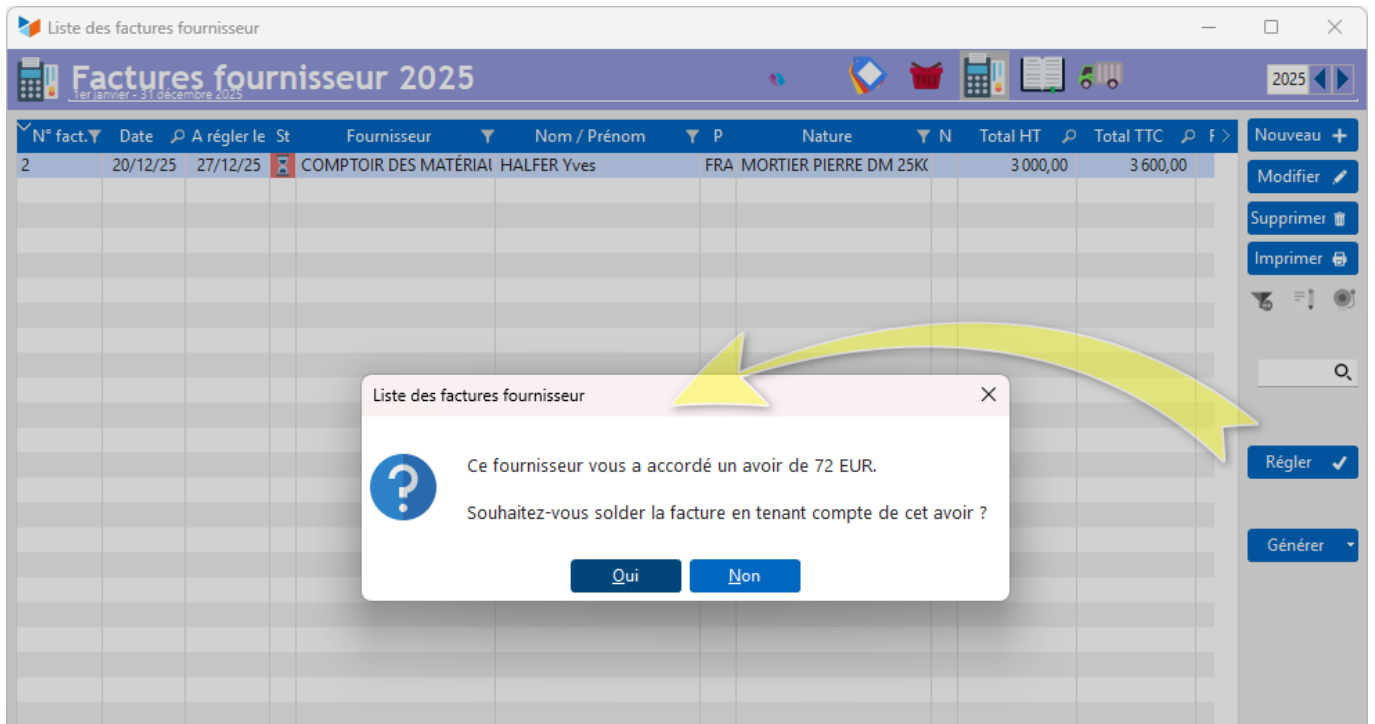 Liste des factures fournisseur
Factures fournisseur 2025
1er janvier - 31 décembre 2025
2025
N° fact. Date A régler le St Fournisseur Nom / Prénom P Nature N Total HT Total TTC F
2 20/12/25 27/12/25 COMPTOIR DES MATÉRIAU HALFER Yves FRA MORTIER PIERRE DM 25KG 3 000,00 3 600,00
Nouveau
Modifier
Supprimer
Imprimer
Liste des factures fournisseur
Ce fournisseur vous a accordé un avoir de 72 EUR.
Souhaitez-vous solder la facture en tenant compte de cet avoir ?
Oui Non
Régler
Générer